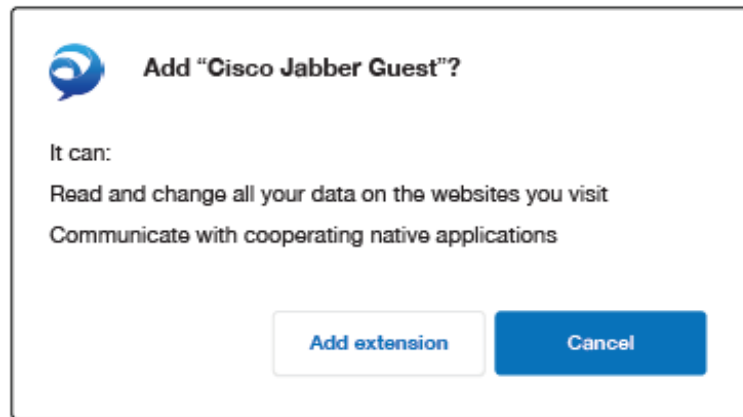 Add “Cisco Jabber Guest”?
It can:
Read and change all your data on the websites you visit
Communicate with cooperating native applications
Add extension
Cancel